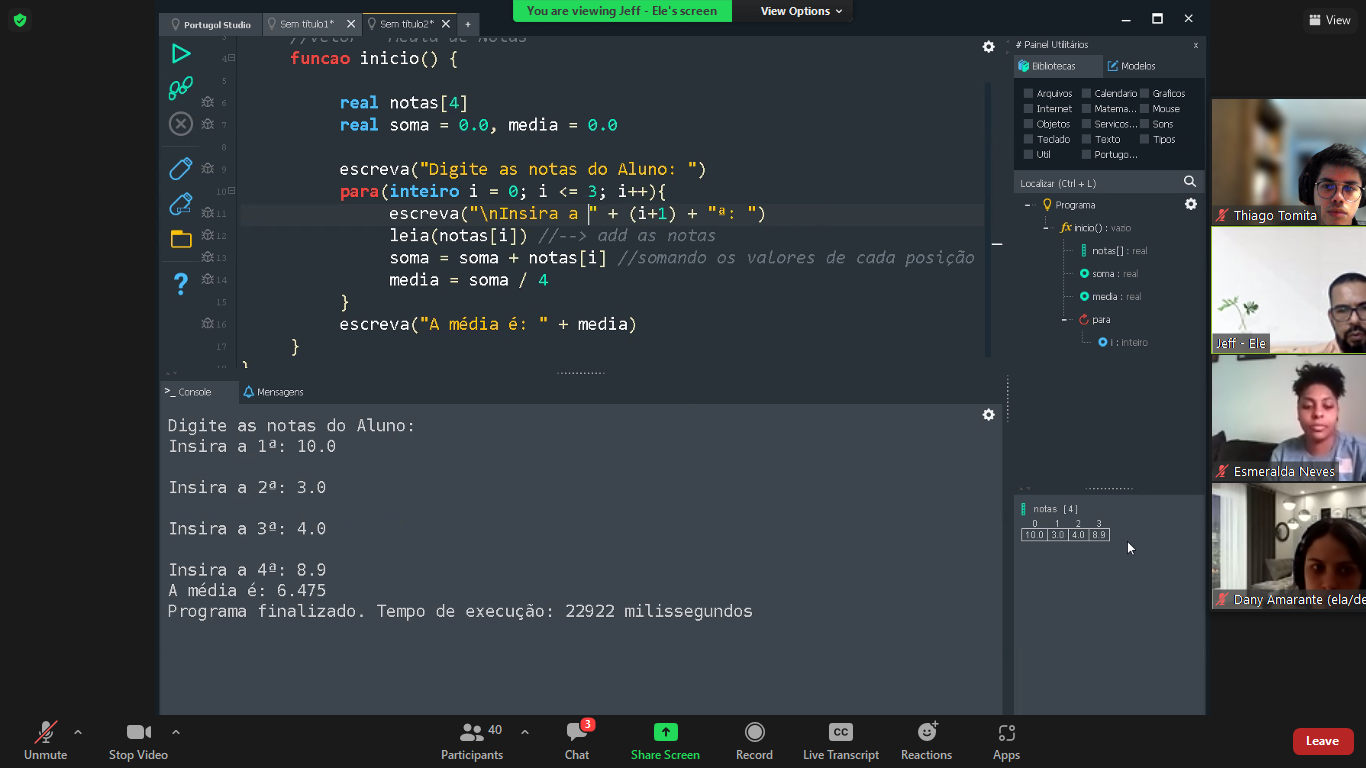 You are viewing Jeff - Ele's screen
View Options
View
Portugol Studio
Sem título1*
Sem título2*
+
3 //Vetor
de Notas
4 funcao inicio() {
5
6 real notas[4]
7 real soma = 0.0, media = 0.0
8
9 escreva("Digite as notas do Aluno: ")
10 para(inteiro i = 0; i <= 3; i++){
11 escreva("\nInsira a " + (i+1) + "ª: ")
12 leia(notas[i]) //--> add as notas
13 soma = soma + notas[i] //somando os valores de cada posição
14 media = soma / 4
15 }
16 escreva("A média é: " + media)
17 }
18 }
# Painel Utilitários x
Bibliotecas
Modelos
Arquivos Calendario Graficos
Internet Matema... Mouse
Objetos Servicos... Sons
Teclado Texto Tipos
Util Portugo...
Localizar (Ctrl + L)
Programa
fx inicio() : vazio
notas[] : real
soma : real
media : real
para
i : inteiro
>_ Console
Mensagens
Digite as notas do Aluno:
Insira a 1ª: 10.0
Insira a 2ª: 3.0
Insira a 3ª: 4.0
Insira a 4ª: 8.9
A média é: 6.475
Programa finalizado. Tempo de execução: 22922 milissegundos
notas [4]
0 1 2 3
10.0 3.0 4.0 8.9
Thiago Tomita
Jeff - Ele
Esmeralda Neves
Dany Amarante (ela/de
Unmute
Stop Video
Participants
40
Chat
3
Share Screen
Record
CC
Live Transcript
Reactions
Apps
Leave